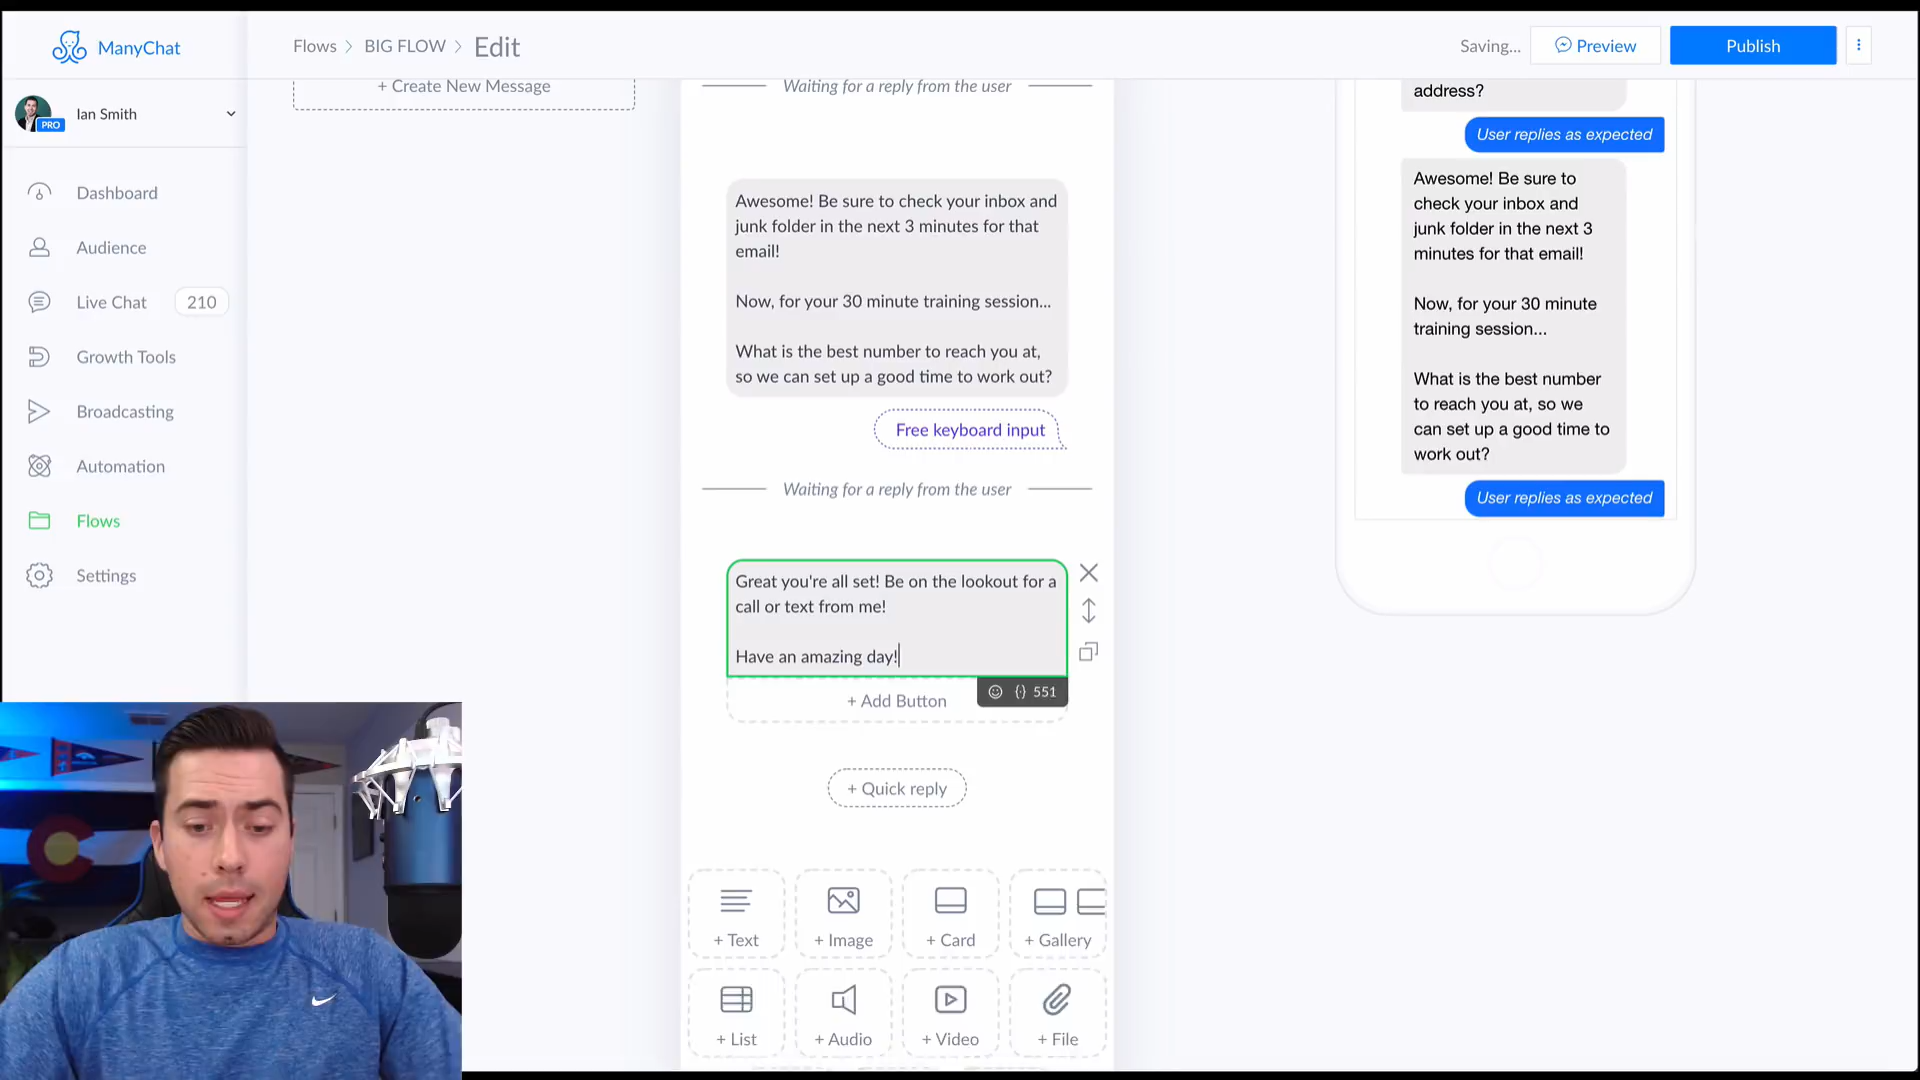 ManyChat
Flows > BIG FLOW > Edit
Saving...
Preview
Publish
PRO
Ian Smith
Dashboard
Audience
Live Chat 210
Growth Tools
Broadcasting
Automation
Flows
Settings
+ Create New Message
Waiting for a reply from the user
Awesome! Be sure to check your inbox and
junk folder in the next 3 minutes for that
email!
Now, for your 30 minute training session...
What is the best number to reach you at,
so we can set up a good time to work out?
Free keyboard input
Waiting for a reply from the user
Great you're all set! Be on the lookout for a
call or text from me!
Have an amazing day!
551
+ Add Button
+ Quick reply
+ Text
+ Image
+ Card
+ Gallery
+ List
+ Audio
+ Video
+ File
address?
User replies as expected
Awesome! Be sure to
check your inbox and
junk folder in the next 3
minutes for that email!
Now, for your 30 minute
training session...
What is the best number
to reach you at, so we
can set up a good time to
work out?
User replies as expected